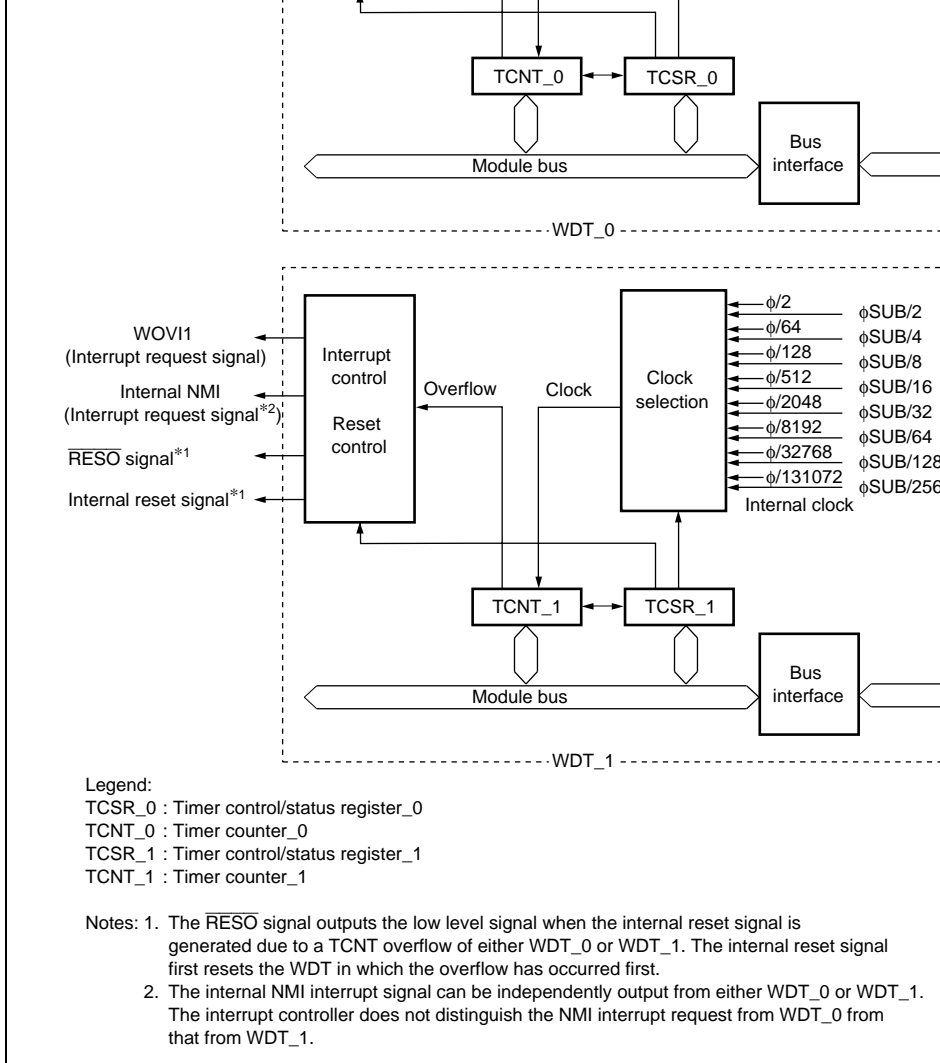 TCNT_0 TCSR_0
Bus
interface
Module bus
WDT_0
WOVI1
(Interrupt request signal)
Internal NMI
(Interrupt request signal*2)
RESO signal*1
Internal reset signal*1
Interrupt
control
Reset
control
Overflow
Clock
Clock
selection
ϕ/2
ϕ/64
ϕ/128
ϕ/512
ϕ/2048
ϕ/8192
ϕ/32768
ϕ/131072
Internal clock
ϕSUB/2
ϕSUB/4
ϕSUB/8
ϕSUB/16
ϕSUB/32
ϕSUB/64
ϕSUB/128
ϕSUB/256
TCNT_1 TCSR_1
Bus
interface
Module bus
WDT_1
Legend:
TCSR_0 : Timer control/status register_0
TCNT_0 : Timer counter_0
TCSR_1 : Timer control/status register_1
TCNT_1 : Timer counter_1
Notes: 1. The RESO signal outputs the low level signal when the internal reset signal is
generated due to a TCNT overflow of either WDT_0 or WDT_1. The internal reset signal
first resets the WDT in which the overflow has occurred first.
2. The internal NMI interrupt signal can be independently output from either WDT_0 or WDT_1.
The interrupt controller does not distinguish the NMI interrupt request from WDT_0 from
that from WDT_1.